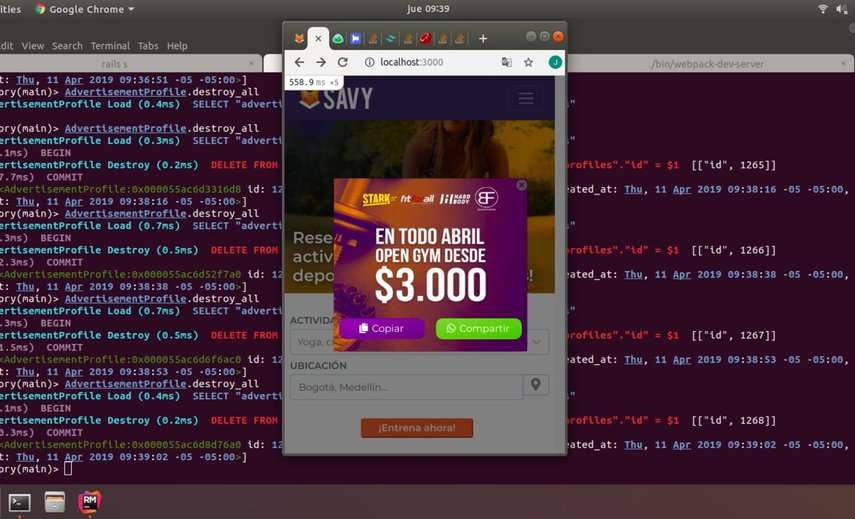 ities Google Chrome jue 09:39
dit View Search Terminal Tabs Help
rails s
./bin/webpack-dev-server
t: Thu, 11 Apr 2019 09:36:51 -05 -05:00>]
ory(main)> AdvertisementProfile.destroy_all
ertisementProfile Load (0.4ms) SELECT "adverti
ory(main)> AdvertisementProfile.destroy_all
ertisementProfile Load (0.3ms) SELECT "adverti
.1ms) BEGIN
ertisementProfile Destroy (0.2ms) DELETE FROM
rofiles"."id" = $1 [["id", 1265]]
7.7ms) COMMIT
<AdvertisementProfile:0x000055ac6d3316d8 id: 12
eated_at: Thu, 11 Apr 2019 09:38:16 -05 -05:00,
09:38:16 -05 -05:00>]
ory(main)> AdvertisementProfile.destroy_all
ertisementProfile Load (0.7ms) SELECT "adverti
.3ms) BEGIN
ertisementProfile Destroy (0.5ms) DELETE FROM
rofiles"."id" = $1 [["id", 1266]]
2.3ms) COMMIT
<AdvertisementProfile:0x000055ac6d52f7a0 id: 12
eated_at: Thu, 11 Apr 2019 09:38:38 -05 -05:00,
t: Thu, 11 Apr 2019 09:38:38 -05 -05:00>]
ory(main)> AdvertisementProfile.destroy_all
ertisementProfile Load (0.7ms) SELECT "adverti
.3ms) BEGIN
ertisementProfile Destroy (0.5ms) DELETE FROM
rofiles"."id" = $1 [["id", 1267]]
1.5ms) COMMIT
<AdvertisementProfile:0x000055ac6d6f6ac0 id: 12
eated_at: Thu, 11 Apr 2019 09:38:53 -05 -05:00,
t: Thu, 11 Apr 2019 09:38:53 -05 -05:00>]
ory(main)> AdvertisementProfile.destroy_all
ertisementProfile Load (0.4ms) SELECT "adverti
.1ms) BEGIN
ertisementProfile Destroy (0.2ms) DELETE FROM
rofiles"."id" = $1 [["id", 1268]]
0.3ms) COMMIT
<AdvertisementProfile:0x000055ac6d8d76a0 id: 12
eated_at: Thu, 11 Apr 2019 09:39:02 -05 -05:00,
t: Thu, 11 Apr 2019 09:39:02 -05 -05:00>]
ory(main)>
localhost:3000
J
558.9 ms ×5
SAVY
Rese
activ
depo s!
STARK fitforall HARD BODY. BF
EN TODO ABRIL
OPEN GYM DESDE
$3.000
Copiar
Compartir
ACTIVIDA
Yoga, cr
UBICACIÓN
Bogotá, Medellín...
¡Entrena ahora!
RM